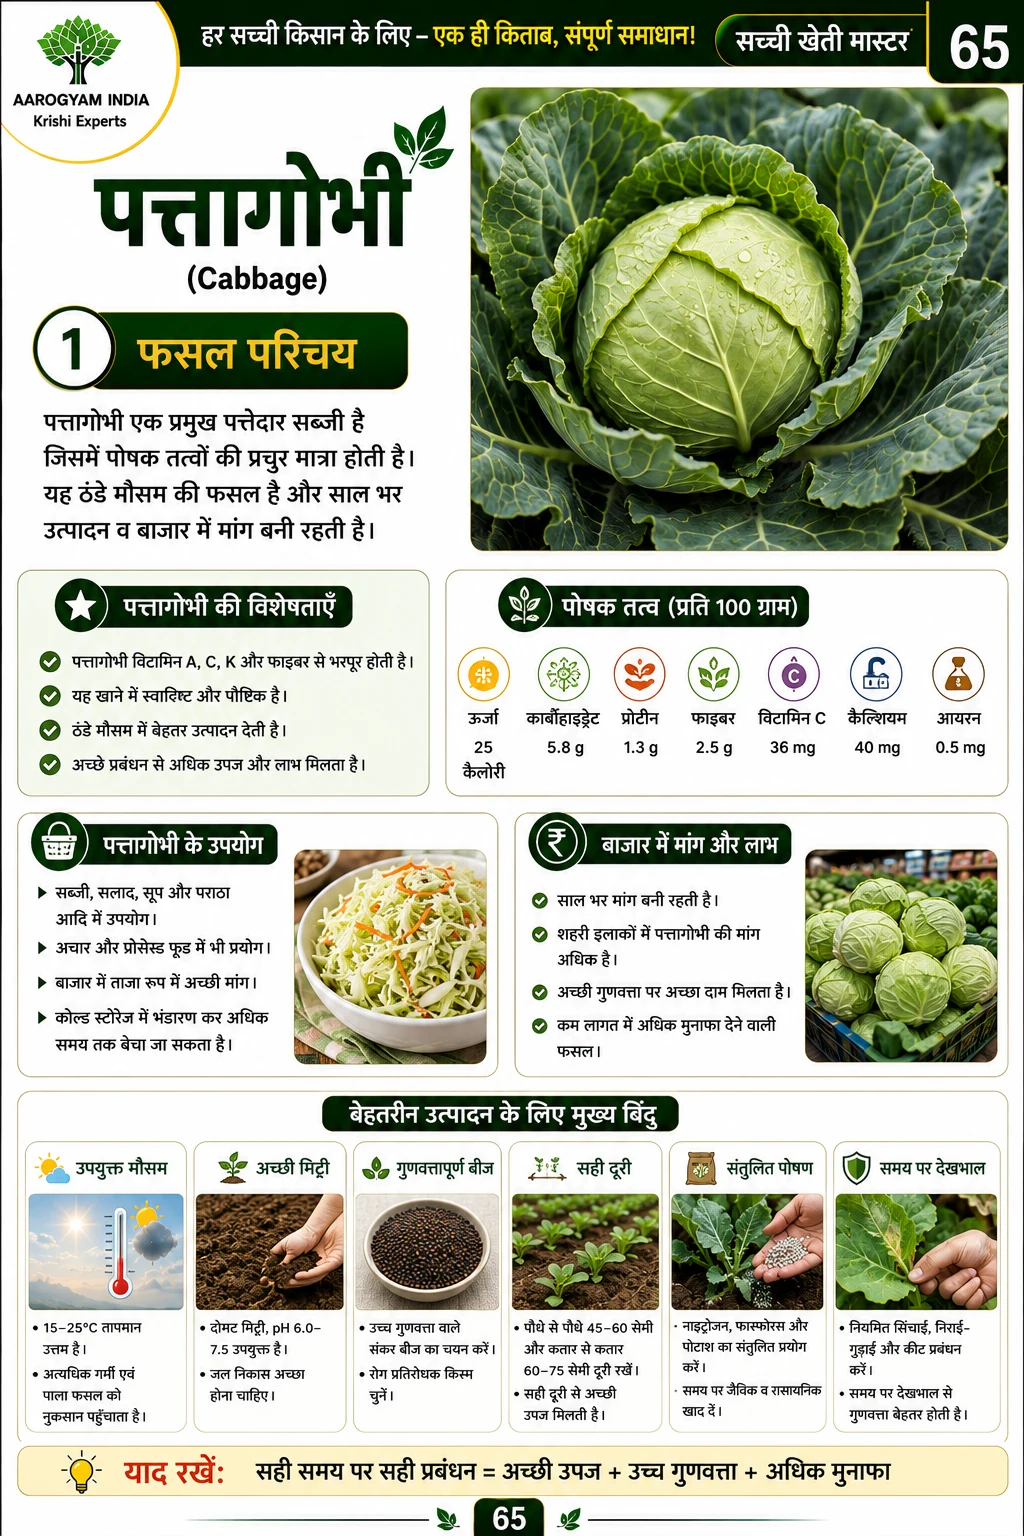 AAROGYAM INDIA
Krishi Experts
हर सच्ची किसान के लिए – एक ही किताब, संपूर्ण समाधान!
सच्ची खेती मास्टर
65
पत्तागोभी
(Cabbage)
1
फसल परिचय
पत्तागोभी एक प्रमुख पत्तेदार सब्जी है
जिसमें पोषक तत्वों की प्रचुर मात्रा होती है।
यह ठंडे मौसम की फसल है और साल भर
उत्पादन व बाजार में मांग बनी रहती है।
पत्तागोभी की विशेषताएँ
पत्तागोभी विटामिन A, C, K और फाइबर से भरपूर होती है।
यह खाने में स्वादिष्ट और पौष्टिक है।
ठंडे मौसम में बेहतर उत्पादन देती है।
अच्छे प्रबंधन से अधिक उपज और लाभ मिलता है।
पोषक तत्व (प्रति 100 ग्राम)
ऊर्जा
25
कैलोरी
कार्बोहाइड्रेट
5.8 g
प्रोटीन
1.3 g
फाइबर
2.5 g
C
विटामिन C
36 mg
कैल्शियम
40 mg
आयरन
0.5 mg
पत्तागोभी के उपयोग
सब्जी, सलाद, सूप और पराठा
आदि में उपयोग।
अचार और प्रोसेस्ड फूड में भी प्रयोग।
बाजार में ताजा रूप में अच्छी मांग।
कोल्ड स्टोरेज में भंडारण कर अधिक
समय तक बेचा जा सकता है।
₹
बाजार में मांग और लाभ
साल भर मांग बनी रहती है।
शहरी इलाकों में पत्तागोभी की मांग
अधिक है।
अच्छी गुणवत्ता पर अच्छा दाम मिलता है।
कम लागत में अधिक मुनाफा देने वाली
फसल।
बेहतरीन उत्पादन के लिए मुख्य बिंदु
उपयुक्त मौसम
• 15–25°C तापमान
उत्तम है।
• अत्यधिक गर्मी एवं
पाला फसल को
नुकसान पहुँचाता है।
अच्छी मिट्टी
• दोमट मिट्टी, pH 6.0–
7.5 उपयुक्त है।
• जल निकास अच्छा
होना चाहिए।
गुणवत्तापूर्ण बीज
• उच्च गुणवत्ता वाले
संकर बीज का चयन करें।
• रोग प्रतिरोधक किस्म
चुनें।
सही दूरी
• पौधे से पौधे 45–60 सेमी
और कतार से कतार
60–75 सेमी दूरी रखें।
• सही दूरी से अच्छी
उपज मिलती है।
संतुलित पोषण
· नाइट्रोजन, फास्फोरस और
पोटाश का संतुलित प्रयोग
करें।
· समय पर जैविक व रासायनिक
खाद दें।
समय पर देखभाल
• नियमित सिंचाई, निराई-
गुड़ाई और कीट प्रबंधन
करें।
• समय पर देखभाल से
गुणवत्ता बेहतर होती है।
याद रखें: सही समय पर सही प्रबंधन = अच्छी उपज + उच्च गुणवत्ता + अधिक मुनाफा
65